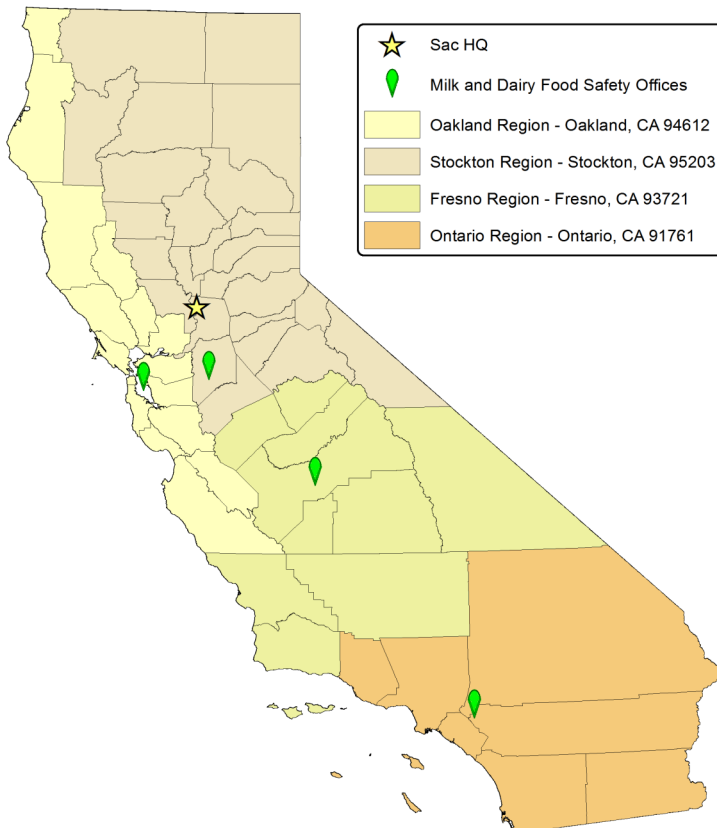 Sac HQ
Milk and Dairy Food Safety Offices
Oakland Region - Oakland, CA 94612
Stockton Region - Stockton, CA 95203
Fresno Region - Fresno, CA 93721
Ontario Region - Ontario, CA 91761